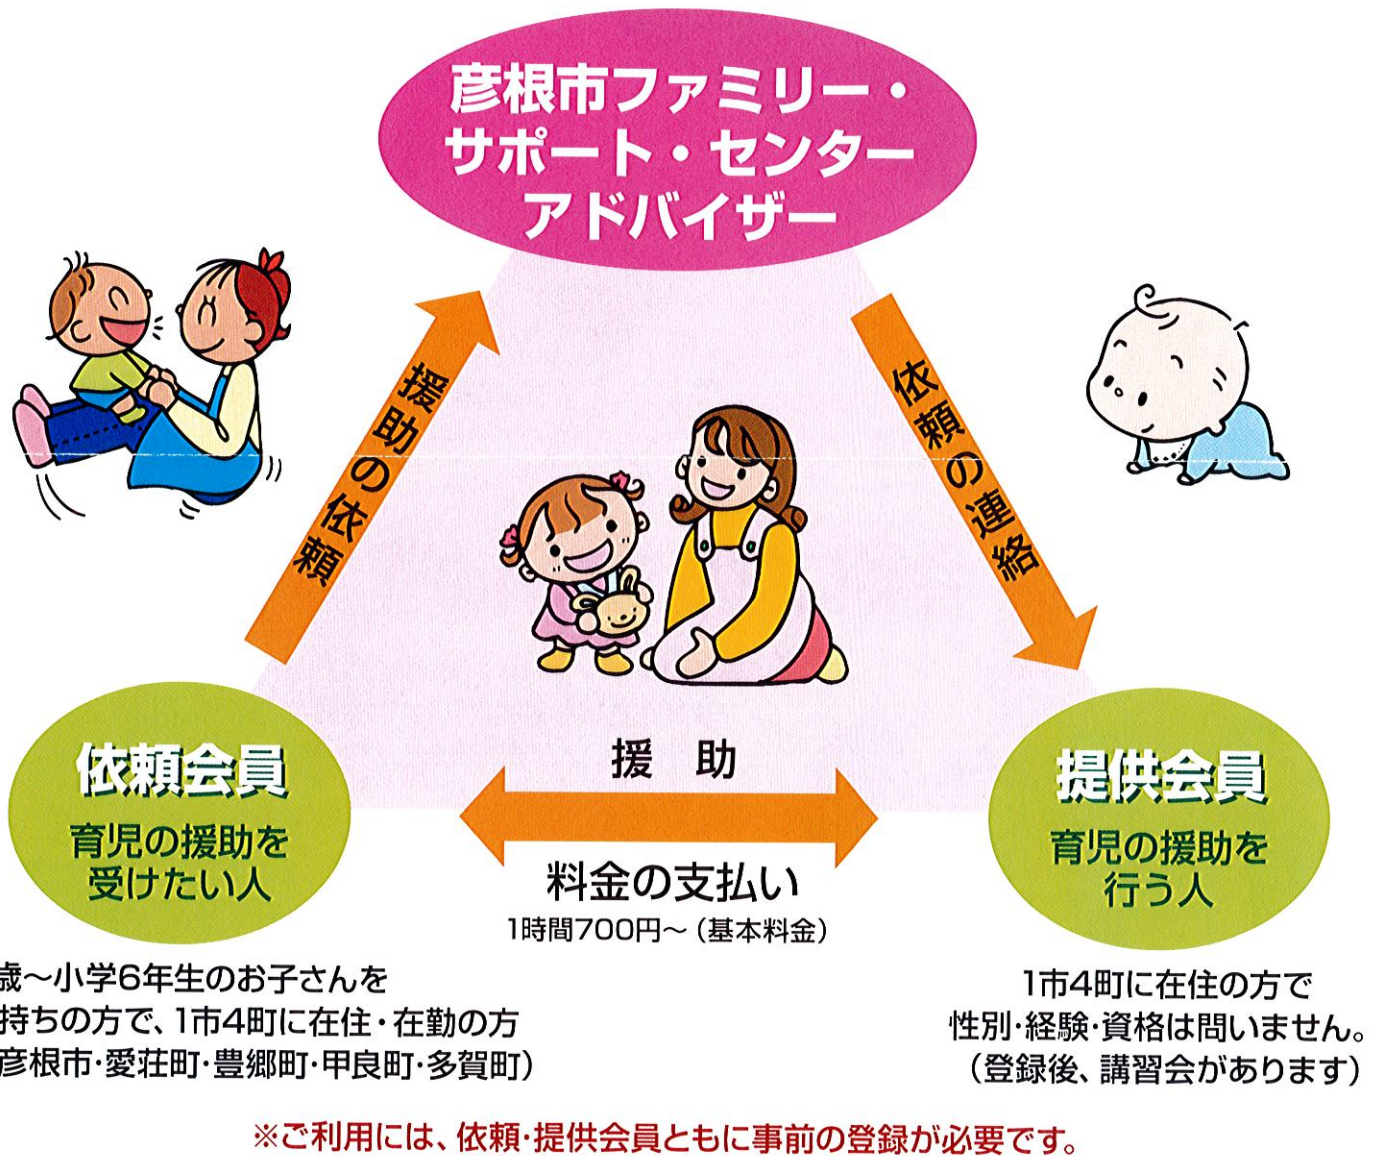 彦根市ファミリー・
サポート・センター
アドバイザー
援助の依頼
依頼の連絡
依頼会員
育児の援助を
受けたい人
援 助
料金の支払い
1時間700円~(基本料金)
提供会員
育児の援助を
行う人
歳~小学6年生のお子さんを
持ちの方で、1市4町に在住・在勤の方
彦根市・愛荘町・豊郷町・甲良町・多賀町)
1市4町に在住の方で
性別・経験・資格は問いません。
(登録後、講習会があります)
※ご利用には、依頼・提供会員ともに事前の登録が必要です。